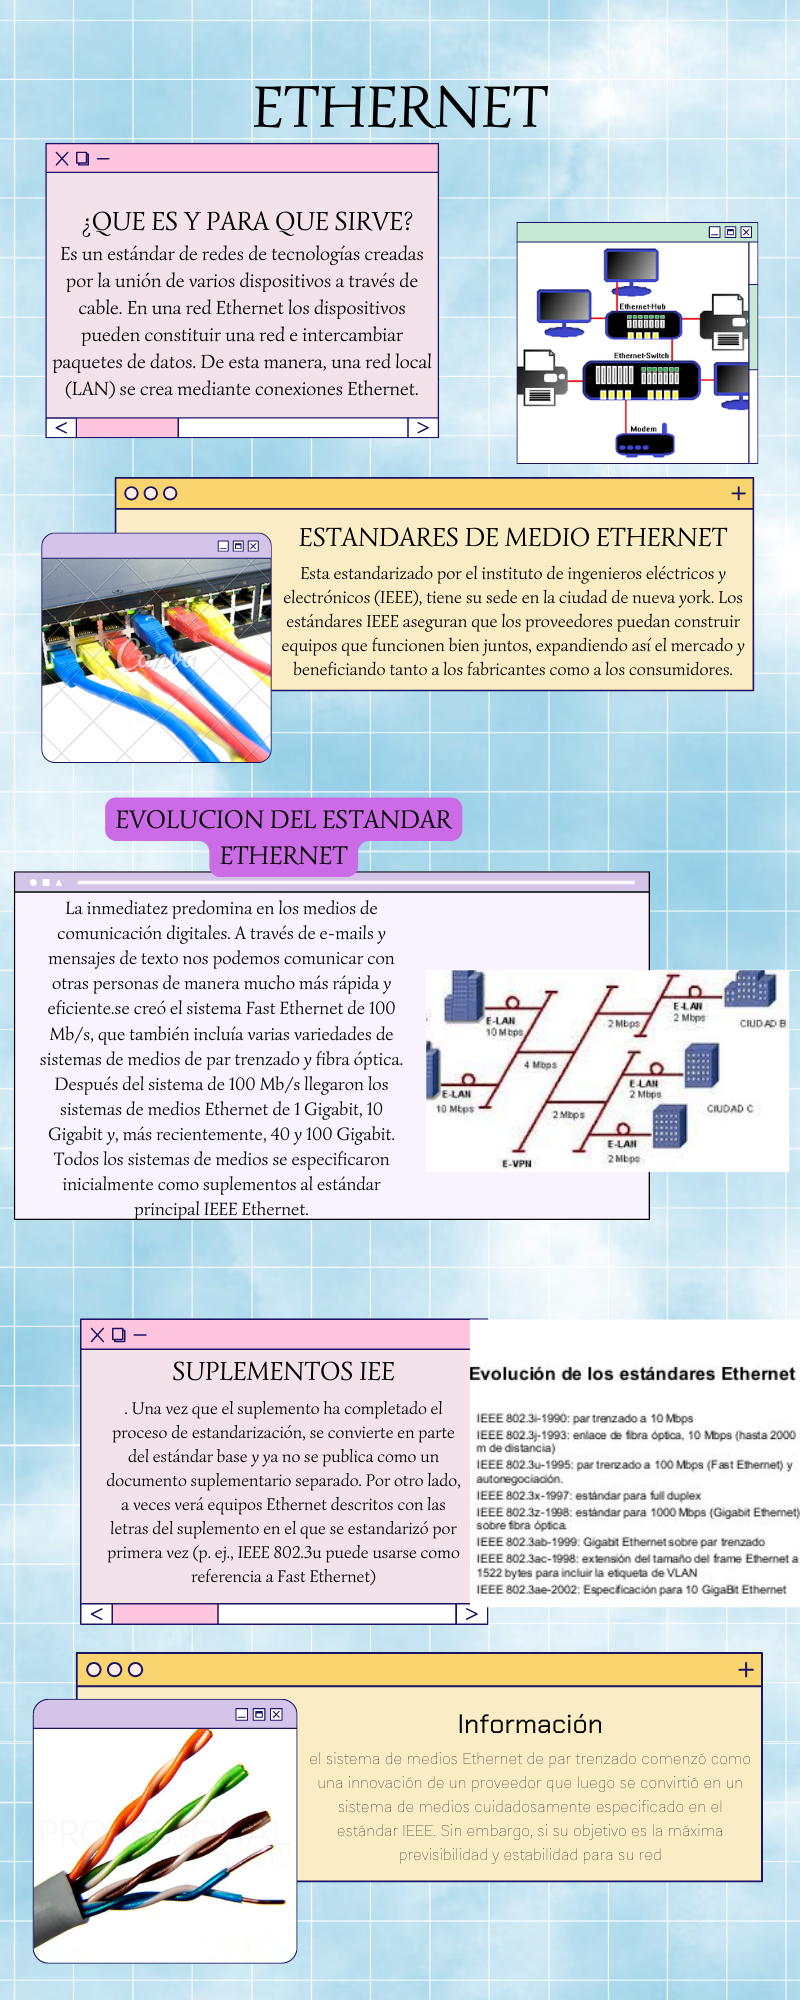 ETHERNET
¿QUE ES Y PARA QUE SIRVE?
Es un estándar de redes de tecnologías creadas
por la unión de varios dispositivos a través de
cable. En una red Ethernet los dispositivos
pueden constituir una red e intercambiar
paquetes de datos. De esta manera, una red local
(LAN) se crea mediante conexiones Ethernet.
Ethernet-Hub
Ethernet-Switch
Modem
ESTANDARES DE MEDIO ETHERNET
Esta estandarizado por el instituto de ingenieros eléctricos y
electrónicos (IEEE), tiene su sede en la ciudad de nueva york. Los
estándares IEEE aseguran que los proveedores puedan construir
equipos que funcionen bien juntos, expandiendo así el mercado y
beneficiando tanto a los fabricantes como a los consumidores.
Canva
EVOLUCION DEL ESTANDAR
ETHERNET
La inmediatez predomina en los medios de
comunicación digitales. A través de e-mails y
mensajes de texto nos podemos comunicar con
otras personas de manera mucho más rápida y
eficiente.se creó el sistema Fast Ethernet de 100
Mb/s, que también incluía varias variedades de
sistemas de medios de par trenzado y fibra óptica.
Después del sistema de 100 Mb/s llegaron los
sistemas de medios Ethernet de 1 Gigabit, 10
Gigabit y, más recientemente, 40 y 100 Gigabit.
Todos los sistemas de medios se especificaron
inicialmente como suplementos al estándar
principal IEEE Ethernet.
E-LAN
10 Mbps
2 Mbps
E-LAN
2 Mbps
CIUDAD B
4 Mbps
E-LAN
10 Mbps
E-LAN
2 Mbps
2 Mbps
CIUDAD C
E-LAN
2 Mbps
E-VPN
SUPLEMENTOS IEE
. Una vez que el suplemento ha completado el
proceso de estandarización, se convierte en parte
del estándar base y ya no se publica como un
documento suplementario separado. Por otro lado,
a veces verá equipos Ethernet descritos con las
letras del suplemento en el que se estandarizó por
primera vez (p. ej., IEEE 802.3u puede usarse como
referencia a Fast Ethernet)
Evolución de los estándares Ethernet
IEEE 802.3i-1990: par trenzado a 10 Mbps
IEEE 802.3j-1993: enlace de fibra óptica, 10 Mbps (hasta 2000
m de distancia)
IEEE 802.3u-1995: par trenzado a 100 Mbps (Fast Ethernet) y
autonegociación.
IEEE 802.3x-1997: estándar para full duplex
IEEE 802.3z-1998: estándar para 1000 Mbps (Gigabit Ethernet)
sobre fibra óptica.
IEEE 802.3ab-1999: Gigabit Ethernet sobre par trenzado
IEEE 802.3ac-1998: extensión del tamaño del frame Ethernet a
1522 bytes para incluir la etiqueta de VLAN
IEEE 802.3ae-2002: Especificación para 10 GigaBit Ethernet
Información
el sistema de medios Ethernet de par trenzado comenzó como
una innovación de un proveedor que luego se convirtió en un
sistema de medios cuidadosamente especificado en el
estándar IEEE. Sin embargo, si su objetivo es la máxima
previsibilidad y estabilidad para su red